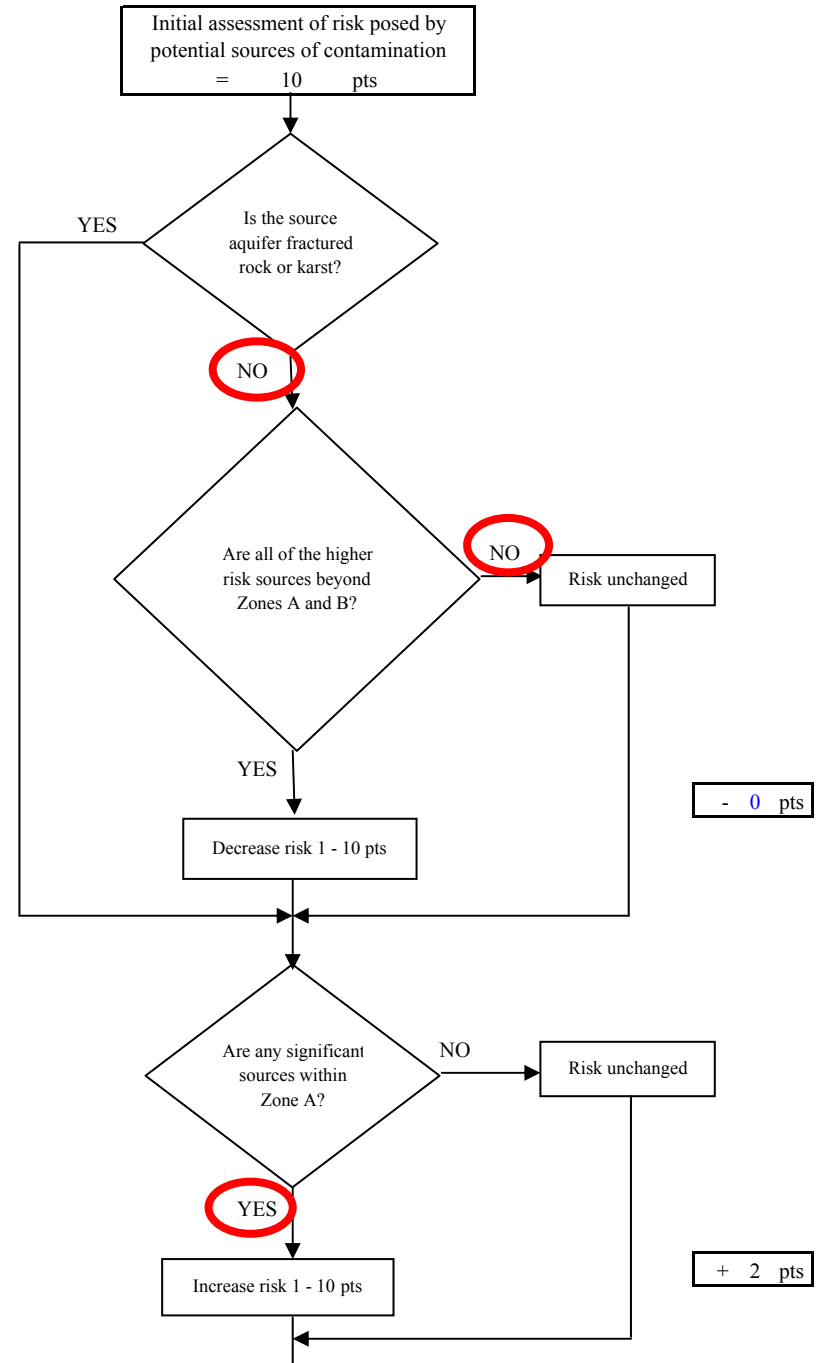 Initial assessment of risk posed by
potential sources of contamination
= 10 pts
YES
Is the source
aquifer fractured
rock or karst?
NO
Are all of the higher
risk sources beyond
Zones A and B?
NO
Risk unchanged
YES
- 0 pts
Decrease risk 1 - 10 pts
Are any significant
sources within
Zone A?
NO
Risk unchanged
YES
Increase risk 1 - 10 pts
+ 2 pts